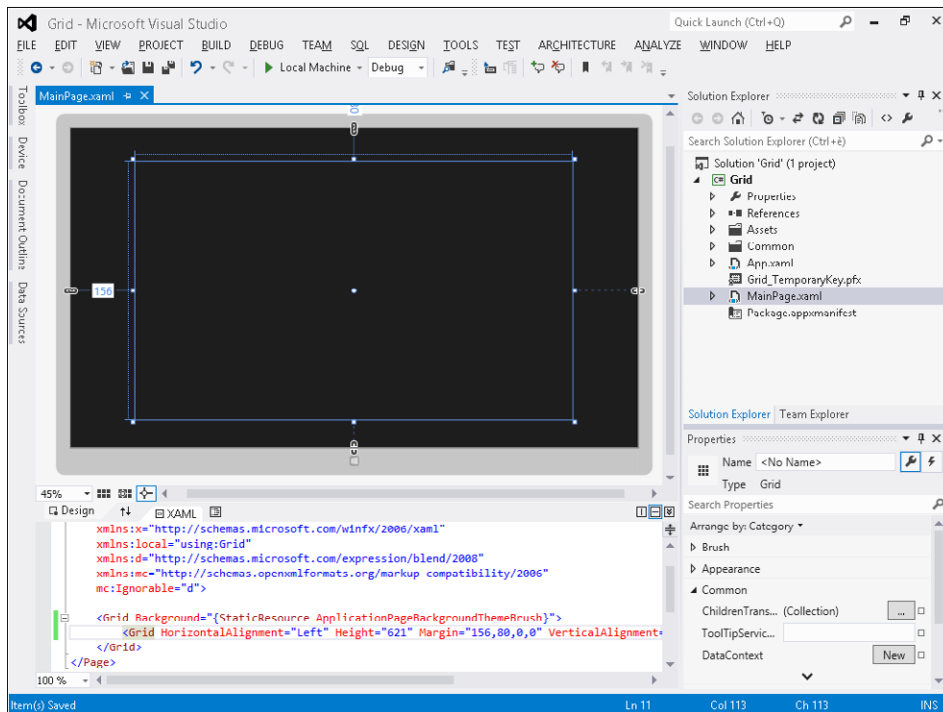 Grid - Microsoft Visual Studio
Quick Launch (Ctrl+Q)
FILE EDIT VIEW PROJECT BUILD DEBUG TEAM SQL DESIGN TOOLS TEST ARCHITECTURE ANALYZE WINDOW HELP
Local Machine Debug
Toolbox
Device
Document Outline
Data Sources
MainPage.xaml
156
45%
Design
XAML
xmlns:x="http://schemas.microsoft.com/winfx/2006/xaml"
xmlns:local="using:Grid"
xmlns:d="http://schemas.microsoft.com/expression/blend/2008"
xmlns:mc="http://schemas.openxmlformats.org/markup compatibility/2006"
mc:Ignorable="d">
<Grid Background="{StaticResource ApplicationPageBackgroundThemeBrush}">
<Grid HorizontalAlignment="Left" Height="621" Margin="156,80,0,0" VerticalAlignment=
</Grid>
</Page>
100 %
Solution Explorer
Search Solution Explorer (Ctrl+è)
Solution 'Grid' (1 project)
C# Grid
Properties
References
Assets
Common
App.xaml
Grid_TemporaryKey.pfx
MainPage.xaml
Package.appxmanifest
Solution Explorer Team Explorer
Properties
Name <No Name>
Type Grid
Search Properties
Arrange by: Category
Brush
Appearance
Common
ChildrenTrans... (Collection) ...
ToolTipServic...
DataContext New
Item(s) Saved Ln 11 Col 113 Ch 113 INS